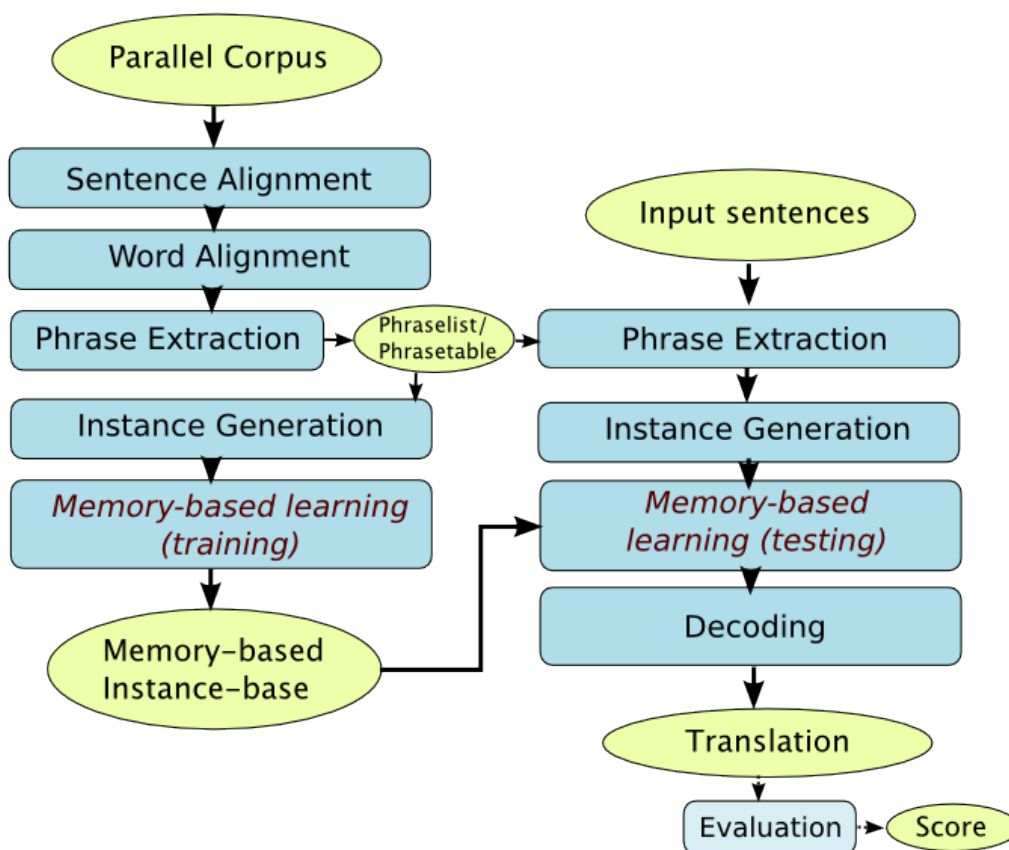 Parallel Corpus
Sentence Alignment
Word Alignment
Phrase Extraction
Phraselist/
Phrasetable
Instance Generation
Memory-based learning
(training)
Memory-based
Instance-base
Input sentences
Phrase Extraction
Instance Generation
Memory-based
learning (testing)
Decoding
Translation
Evaluation
Score